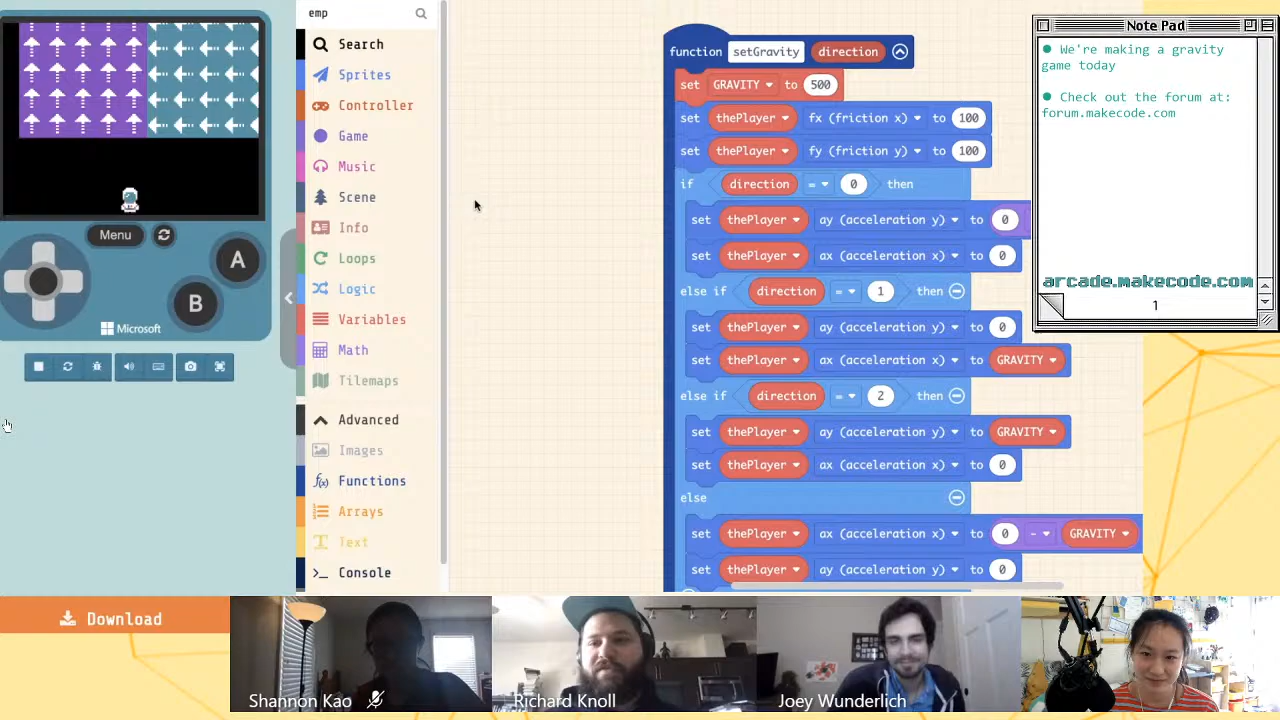 Menu
A
B
Microsoft
Download
emp
Search
Sprites
Controller
Game
Music
Scene
Info
Loops
Logic
Variables
Math
Tilemaps
Advanced
Images
Functions
Arrays
Text
Console
function setGravity direction
set GRAVITY to 500
set thePlayer fx (friction x) to 100
set thePlayer fy (friction y) to 100
if direction = 0 then
set thePlayer ay (acceleration y) to 0
set thePlayer ax (acceleration x) to 0
else if direction = 1 then
set thePlayer ay (acceleration y) to 0
set thePlayer ax (acceleration x) to GRAVITY
else if direction = 2 then
set thePlayer ay (acceleration y) to GRAVITY
set thePlayer ax (acceleration x) to 0
else
set thePlayer ax (acceleration x) to 0 - GRAVITY
set thePlayer ay (acceleration y) to 0
Note Pad
We're making a gravity
game today
Check out the forum at:
forum.makecode.com
arcade.makecode.com
1
Shannon Kao
Richard Knoll
Joey Wunderlich